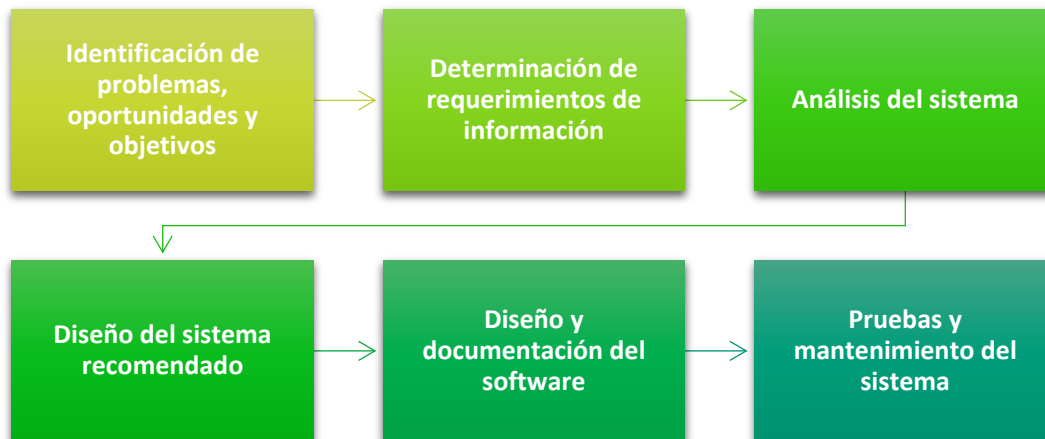 Identificación de
problemas,
oportunidades y
objetivos
Determinación de
requerimientos de
información
Análisis del sistema
Diseño del sistema
recomendado
Diseño y
documentación del
software
Pruebas y
mantenimiento del
sistema